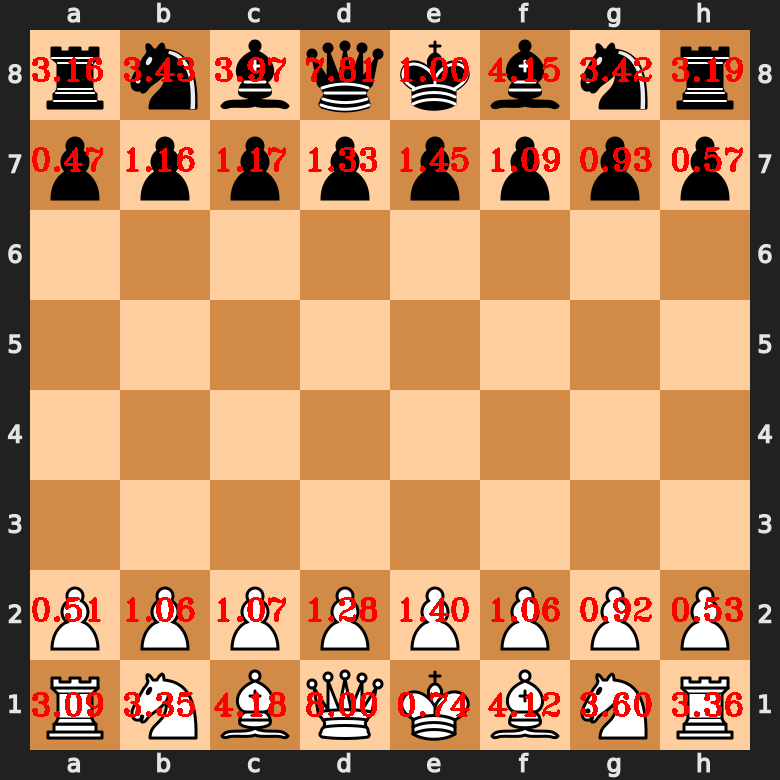 a b c d e f g h
8 3.16 3.43 3.97 7.81 1.00 4.15 3.42 3.19 8
7 0.47 1.16 1.17 1.33 1.45 1.09 0.93 0.57 7
6 6
5 5
4 4
3 3
2 0.51 1.06 1.07 1.28 1.40 1.06 0.92 0.53 2
1 3.09 3.35 4.18 8.00 0.74 4.12 3.60 3.36 1
a b c d e f g h